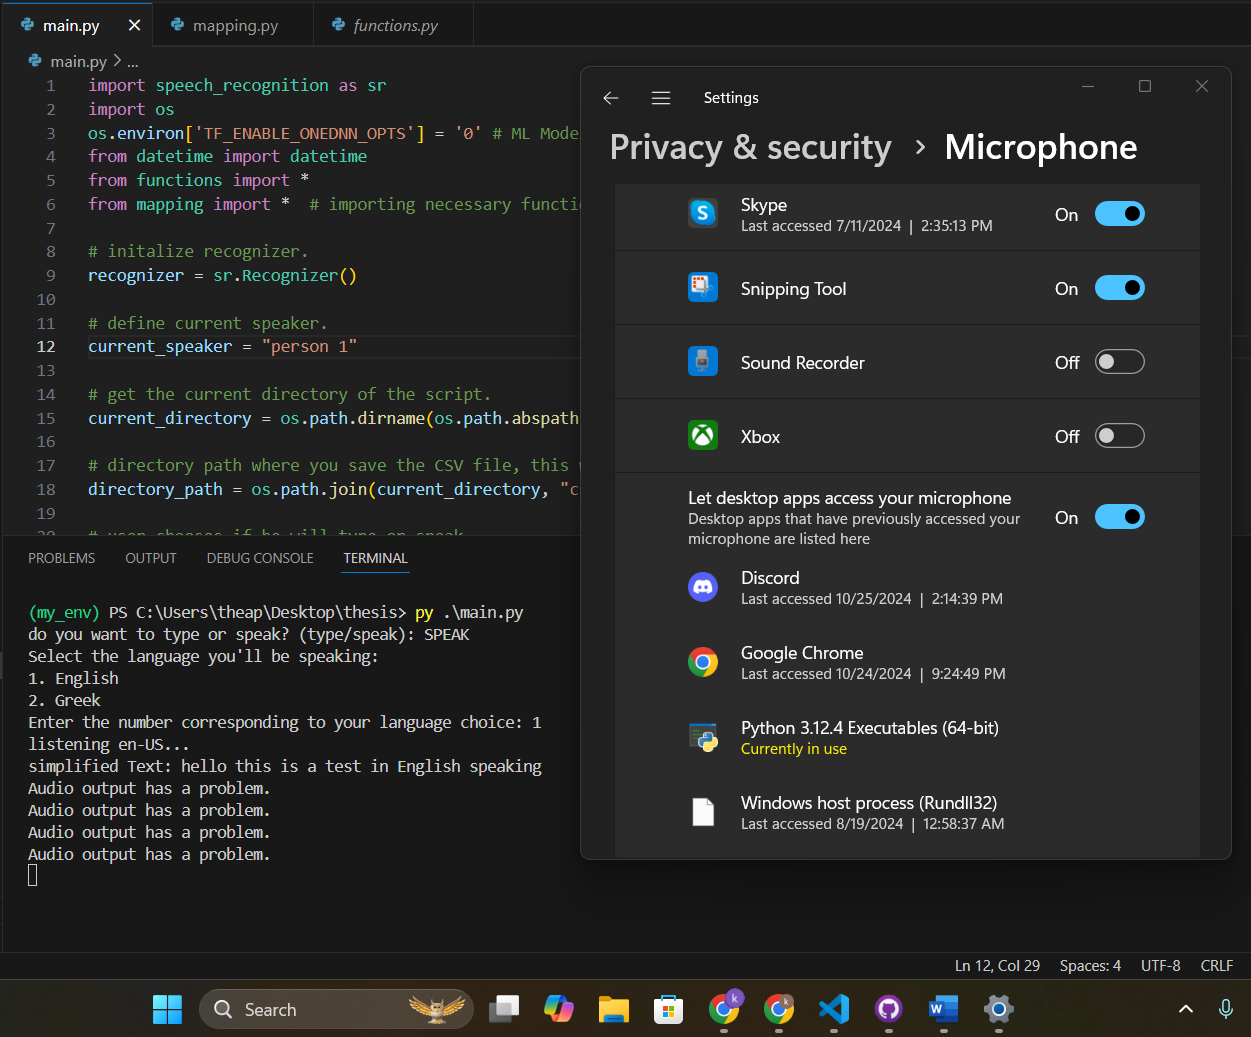 main.py
mapping.py
functions.py
main.py > ...
1 import speech_recognition as sr
2 import os
3 os.environ['TF_ENABLE_ONEDNN_OPTS'] = '0' # ML Mode
4 from datetime import datetime
5 from functions import *
6 from mapping import *  # importing necessary functi
7
8 # initalize recognizer.
9 recognizer = sr.Recognizer()
10
11 # define current speaker.
12 current_speaker = "person 1"
13
14 # get the current directory of the script.
15 current_directory = os.path.dirname(os.path.abspath
16
17 # directory path where you save the CSV file, this
18 directory_path = os.path.join(current_directory, "c
19
20 # user chooses if he will type or speak
PROBLEMS OUTPUT DEBUG CONSOLE TERMINAL
(my_env) PS C:\Users\theap\Desktop\thesis> py .\main.py
do you want to type or speak? (type/speak): SPEAK
Select the language you'll be speaking:
1. English
2. Greek
Enter the number corresponding to your language choice: 1
listening en-US...
simplified Text: hello this is a test in English speaking
Audio output has a problem.
Audio output has a problem.
Audio output has a problem.
Audio output has a problem.
Settings
Privacy & security > Microphone
Skype
Last accessed 7/11/2024 | 2:35:13 PM
On
Snipping Tool
On
Sound Recorder
Off
Xbox
Off
Let desktop apps access your microphone
Desktop apps that have previously accessed your
microphone are listed here
On
Discord
Last accessed 10/25/2024 | 2:14:39 PM
Google Chrome
Last accessed 10/24/2024 | 9:24:49 PM
Python 3.12.4 Executables (64-bit)
Currently in use
Windows host process (Rundll32)
Last accessed 8/19/2024 | 12:58:37 AM
Ln 12, Col 29 Spaces: 4 UTF-8 CRLF
Search